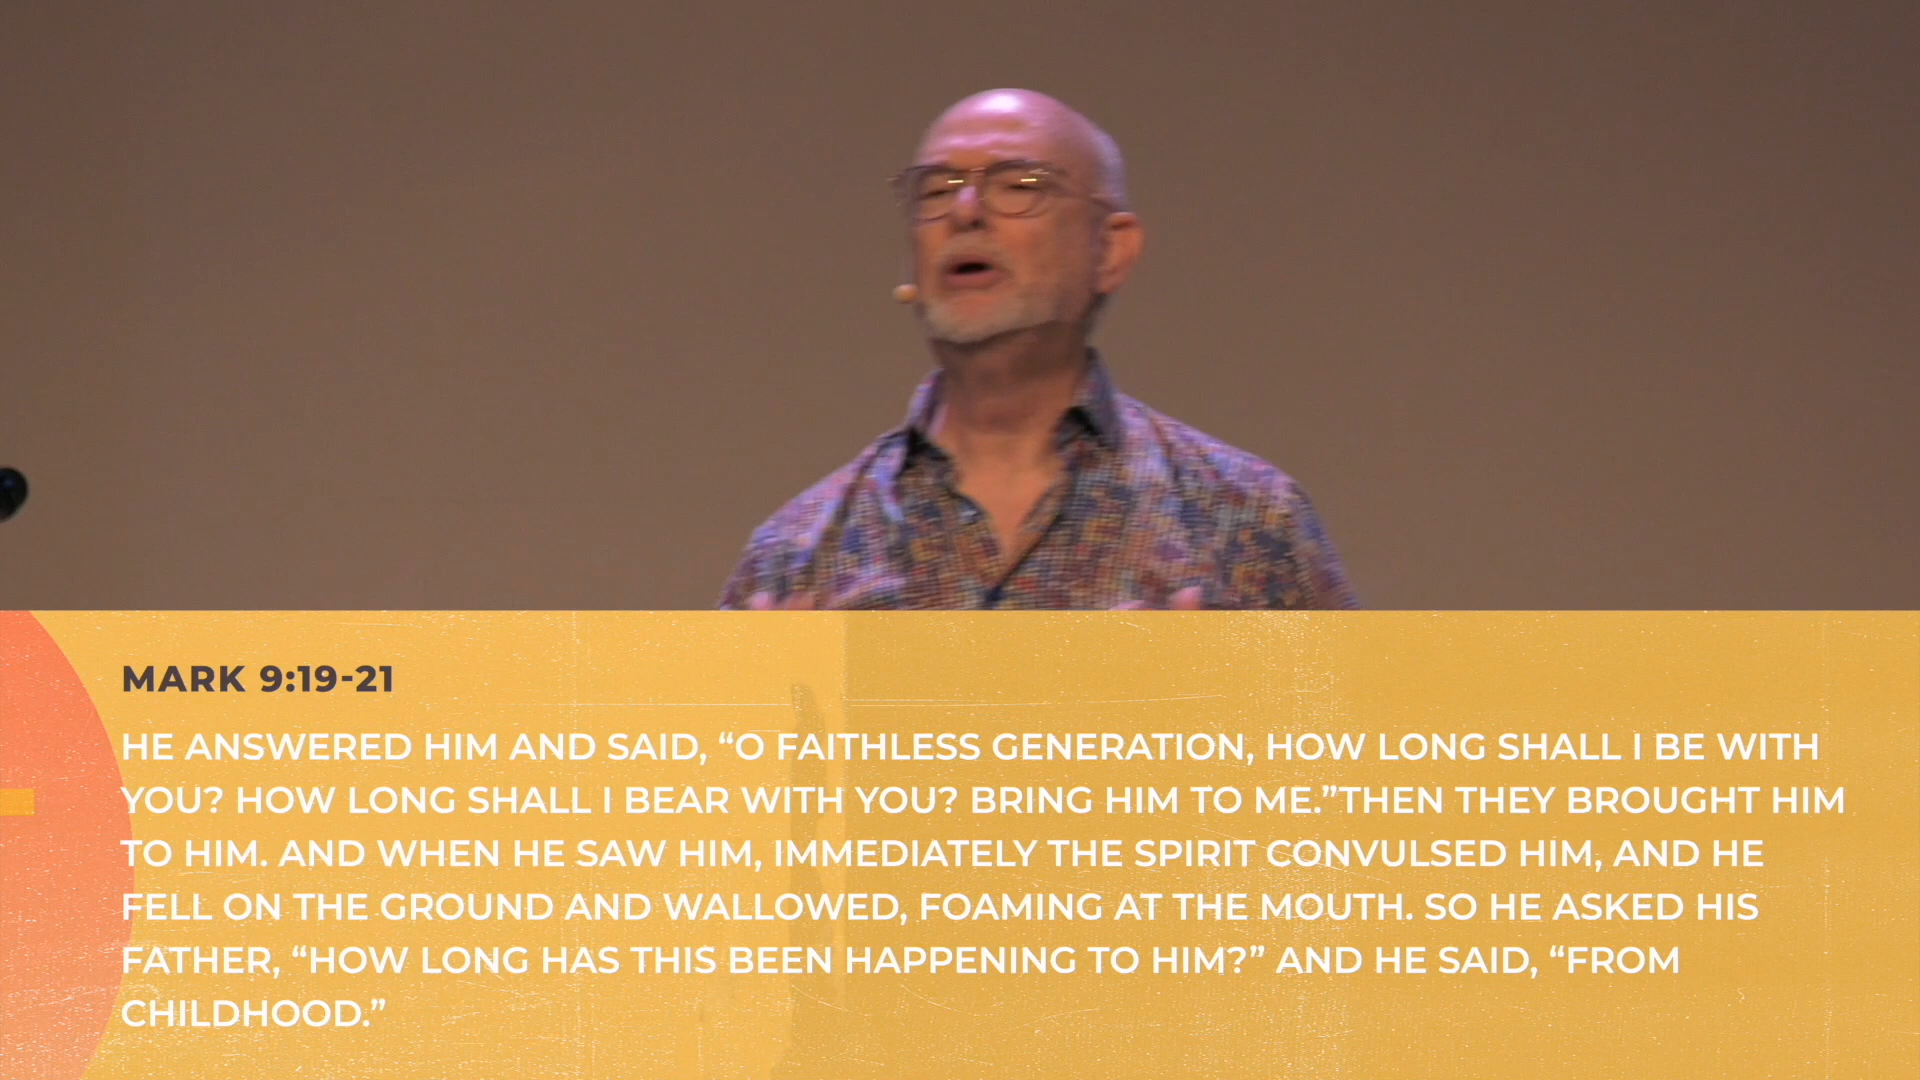 MARK 9:19-21
HE ANSWERED HIM AND SAID, “O FAITHLESS GENERATION, HOW LONG SHALL I BE WITH
YOU? HOW LONG SHALL I BEAR WITH YOU? BRING HIM TO ME.”THEN THEY BROUGHT HIM
TO HIM. AND WHEN HE SAW HIM, IMMEDIATELY THE SPIRIT CONVULSED HIM, AND HE
FELL ON THE GROUND AND WALLOWED, FOAMING AT THE MOUTH. SO HE ASKED HIS
FATHER, “HOW LONG HAS THIS BEEN HAPPENING TO HIM?” AND HE SAID, “FROM
CHILDHOOD.”